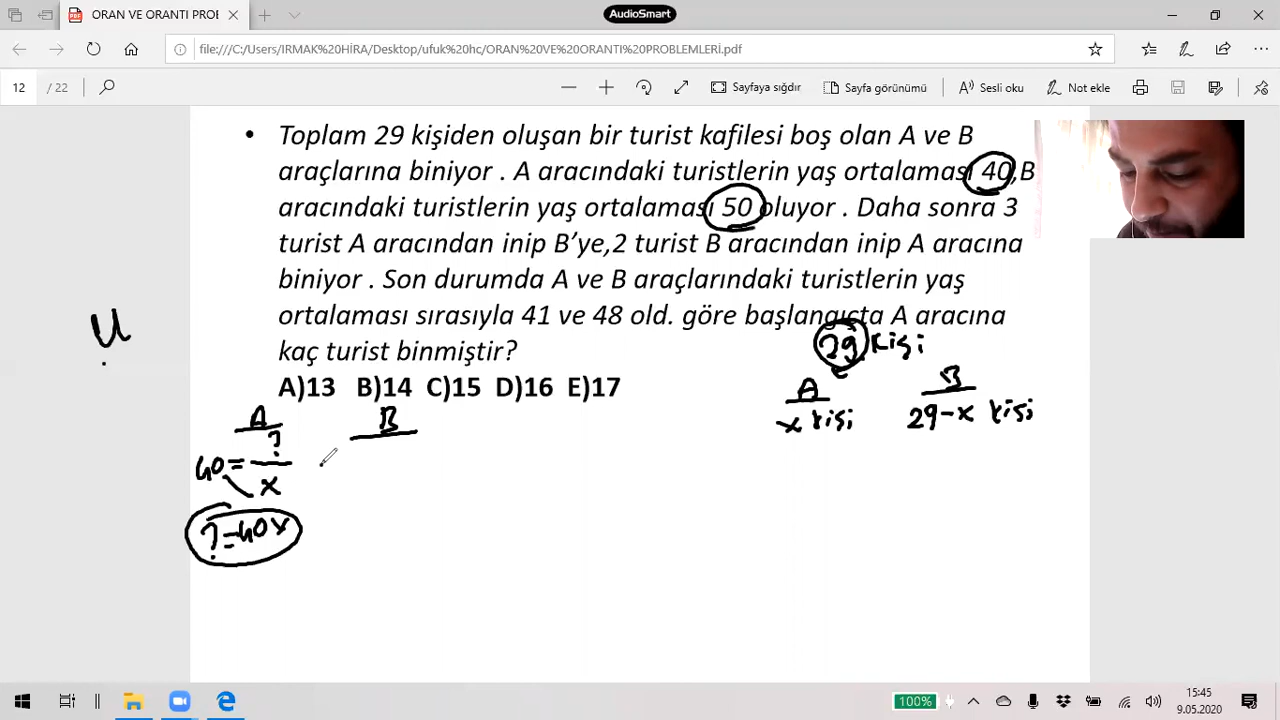 AudioSmart
ORAN VE ORANTI PROB
file:///C:/Users/IRMAK%20HİRA/Desktop/ufuk%20hc/ORAN%20VE%20ORANTI%20PROBLEMLERİ.pdf
12 / 22
Sayfaya sığdır
Sayfa görünümü
Sesli oku
Not ekle
• Toplam 29 kişiden oluşan bir turist kafilesi boş olan A ve B
araçlarına biniyor . A aracındaki turistlerin yaş ortalaması 40,B
aracındaki turistlerin yaş ortalaması 50 oluyor . Daha sonra 3
turist A aracından inip B’ye,2 turist B aracından inip A aracına
biniyor . Son durumda A ve B araçlarındaki turistlerin yaş
ortalaması sırasıyla 41 ve 48 old. göre başlangıçta A aracına
kaç turist binmiştir?
A)13 B)14 C)15 D)16 E)17
29 kişi
A B
x kişi 29-x kişi
A B
40 = ?
x
? = 40x
100%
15:45
9.05.2020